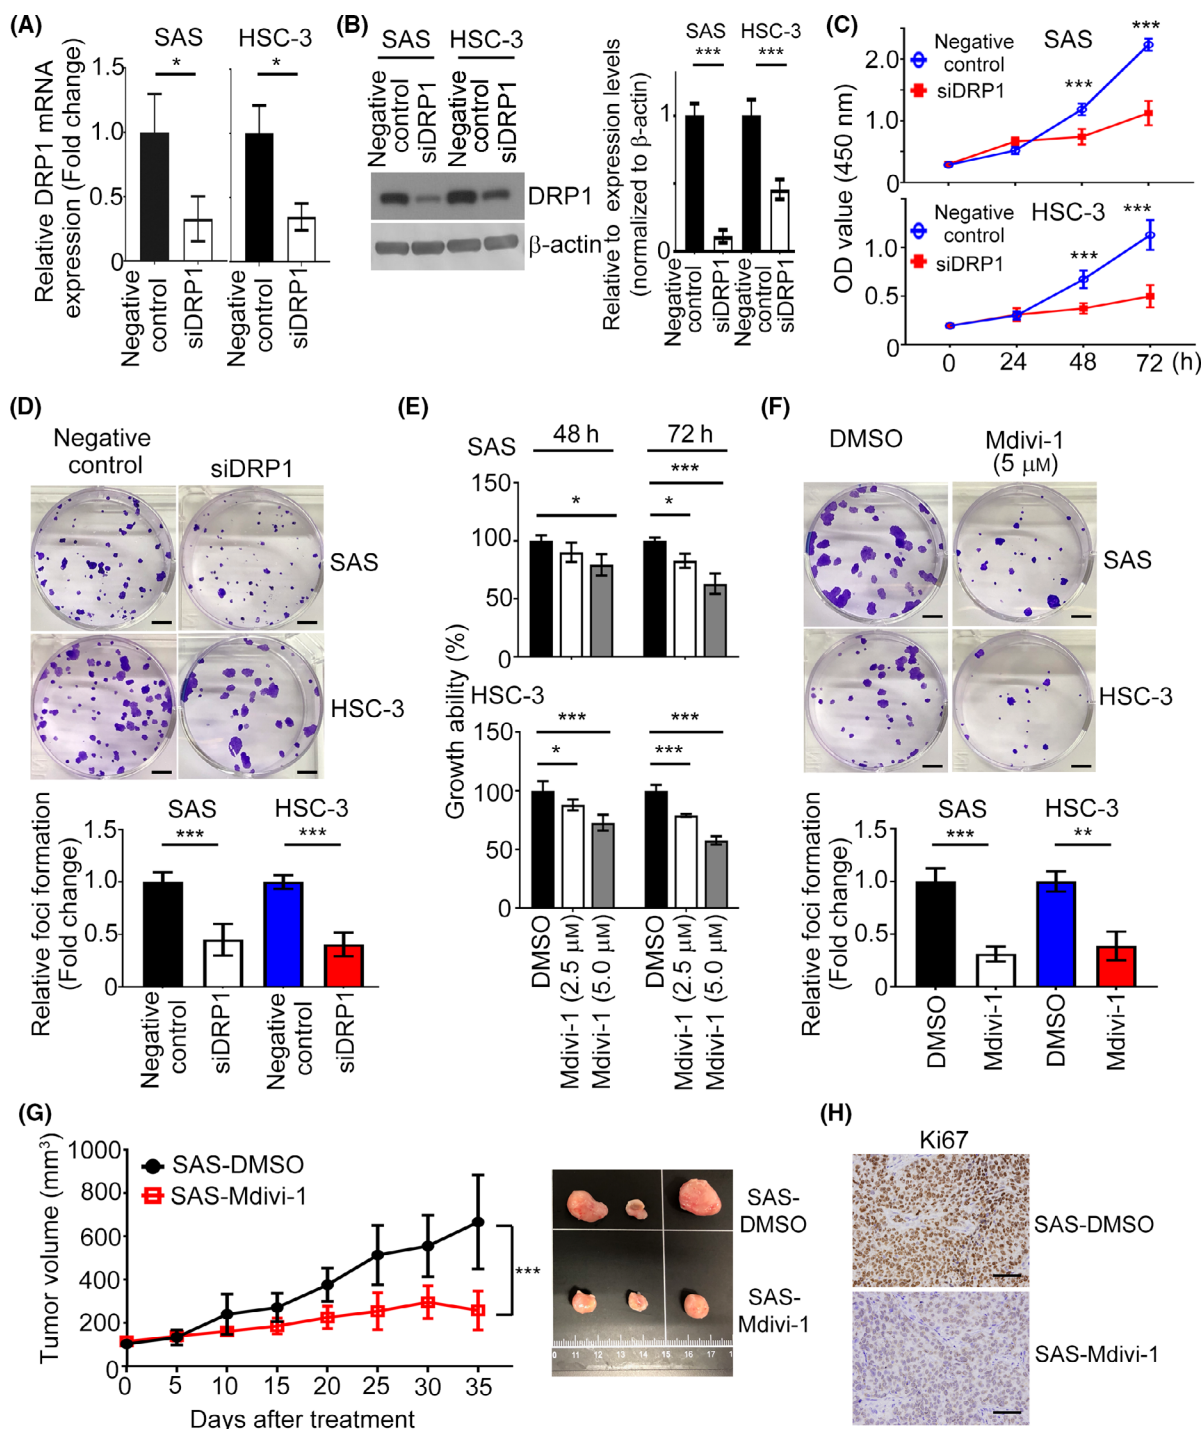 (A)
SAS
HSC-3
*
*
Relative DRP1 mRNA
expression (Fold change)
1.5
1.0
0.5
0
Negative
control
siDRP1
Negative
control
siDRP1
(B)
SAS
HSC-3
Negative
control
siDRP1
Negative
control
siDRP1
DRP1
β-actin
Relative to expression levels
(normalized to β-actin)
SAS
HSC-3
***
***
1
0
Negative
control
siDRP1
Negative
control
siDRP1
(C)
OD value (450 nm)
Negative
control
siDRP1
SAS
***
***
2.0
1.0
0
Negative
control
siDRP1
HSC-3
***
***
1.0
0.5
0
0
24
48
72
(h)
(D)
Negative
control
siDRP1
SAS
HSC-3
SAS
HSC-3
***
***
Relative foci formation
(Fold change)
1.5
1.0
0.5
0
Negative
control
siDRP1
Negative
control
siDRP1
(E)
SAS
48 h
72 h
***
*
*
150
100
50
0
Growth ability (%)
HSC-3
***
***
*
***
150
100
50
0
DMSO
Mdivi-1 (2.5 µM)
Mdivi-1 (5.0 µM)
DMSO
Mdivi-1 (2.5 µM)
Mdivi-1 (5.0 µM)
(F)
DMSO
Mdivi-1
(5 µM)
SAS
HSC-3
SAS
HSC-3
***
**
Relative foci formation
(Fold change)
1.5
1.0
0.5
0
DMSO
Mdivi-1
DMSO
Mdivi-1
(G)
Tumor volume (mm³)
1000
800
600
400
200
0
SAS-DMSO
SAS-Mdivi-1
***
0
5
10
15
20
25
30
35
Days after treatment
SAS-
DMSO
SAS-
Mdivi-1
0 11 12 13 14 15 16 17 1
(H)
Ki67
SAS-DMSO
SAS-Mdivi-1